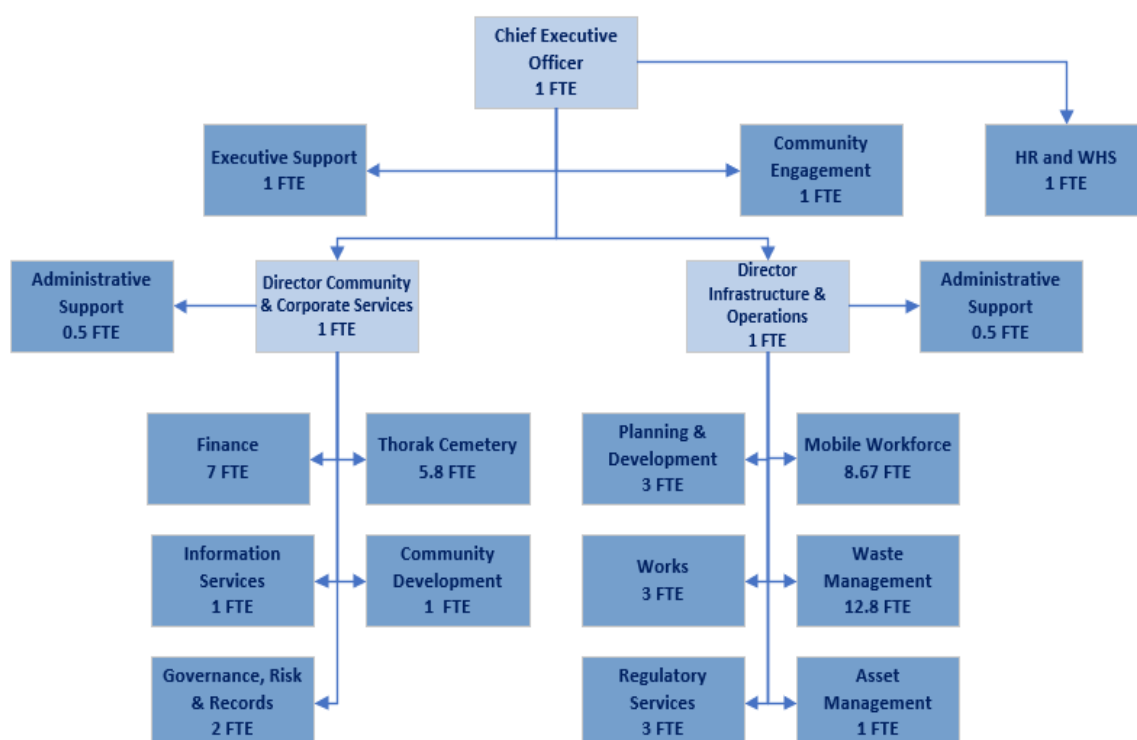 Chief Executive
Officer
1 FTE
Executive Support
1 FTE
Community
Engagement
1 FTE
HR and WHS
1 FTE
Administrative
Support
0.5 FTE
Director Community
& Corporate Services
1 FTE
Director
Infrastructure &
Operations
1 FTE
Administrative
Support
0.5 FTE
Finance
7 FTE
Thorak Cemetery
5.8 FTE
Planning &
Development
3 FTE
Mobile Workforce
8.67 FTE
Information
Services
1 FTE
Community
Development
1 FTE
Works
3 FTE
Waste
Management
12.8 FTE
Governance, Risk
& Records
2 FTE
Regulatory
Services
3 FTE
Asset
Management
1 FTE